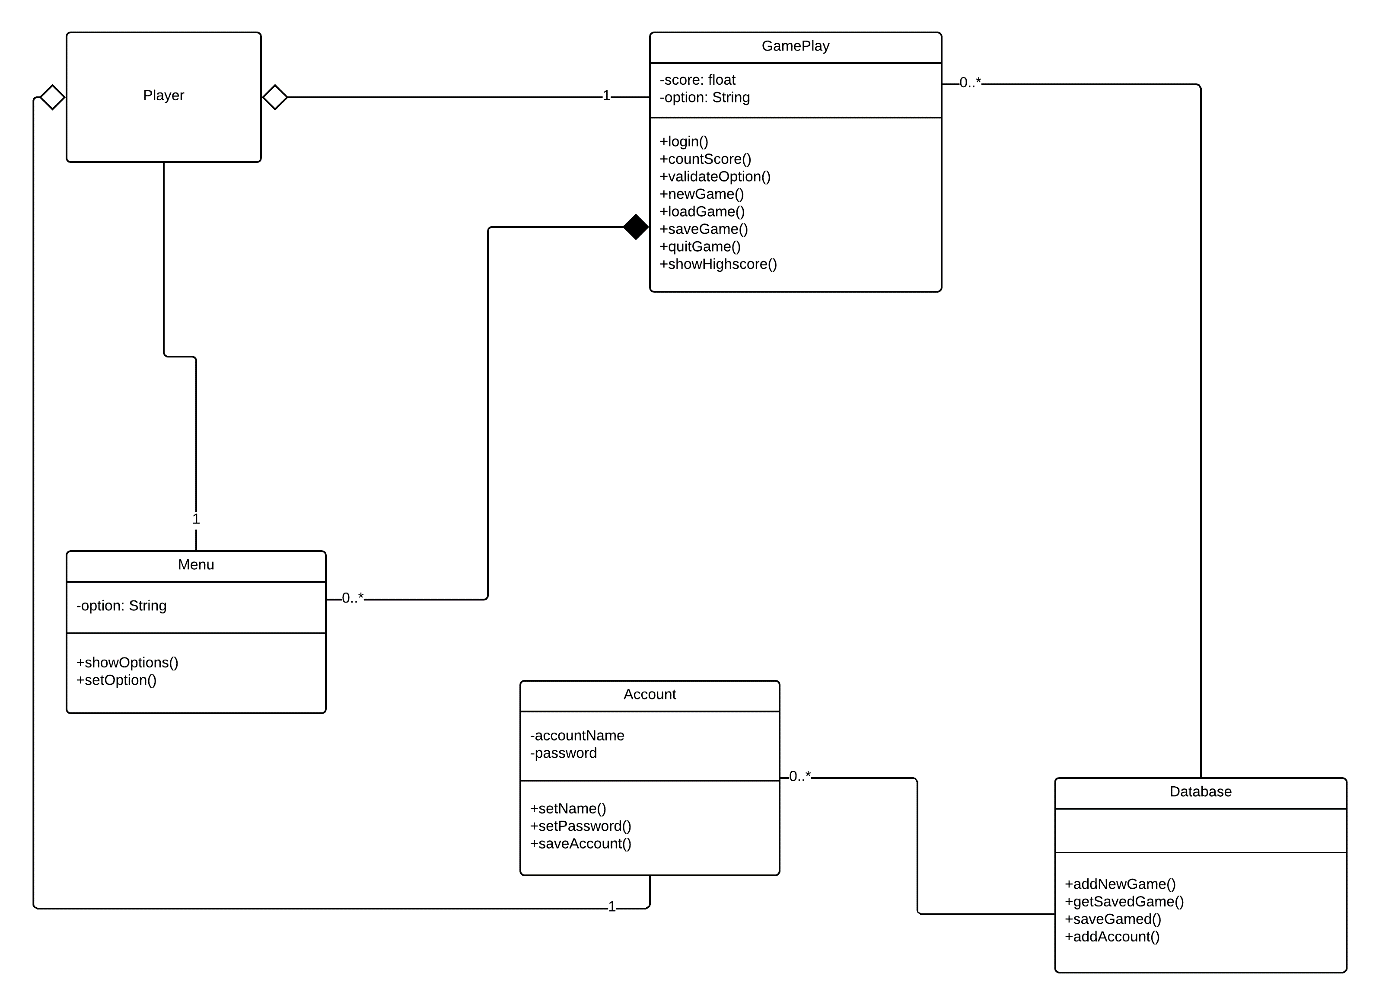 Player
1
GamePlay
-score: float
-option: String
+login()
+countScore()
+validateOption()
+newGame()
+loadGame()
+saveGame()
+quitGame()
+showHighscore()
0..*
1
Menu
-option: String
+showOptions()
+setOption()
0..*
Account
-accountName
-password
+setName()
+setPassword()
+saveAccount()
0..*
1
Database
+addNewGame()
+getSavedGame()
+saveGamed()
+addAccount()